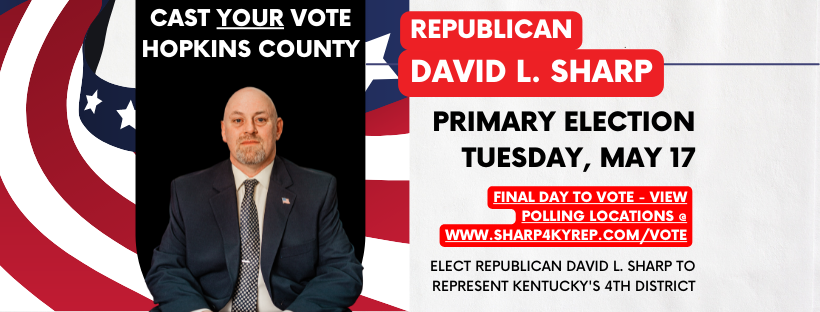 CAST YOUR VOTE
HOPKINS COUNTY
REPUBLICAN
DAVID L. SHARP
PRIMARY ELECTION
TUESDAY, MAY 17
FINAL DAY TO VOTE - VIEW
POLLING LOCATIONS @
WWW.SHARP4KYREP.COM/VOTE
ELECT REPUBLICAN DAVID L. SHARP TO
REPRESENT KENTUCKY'S 4TH DISTRICT